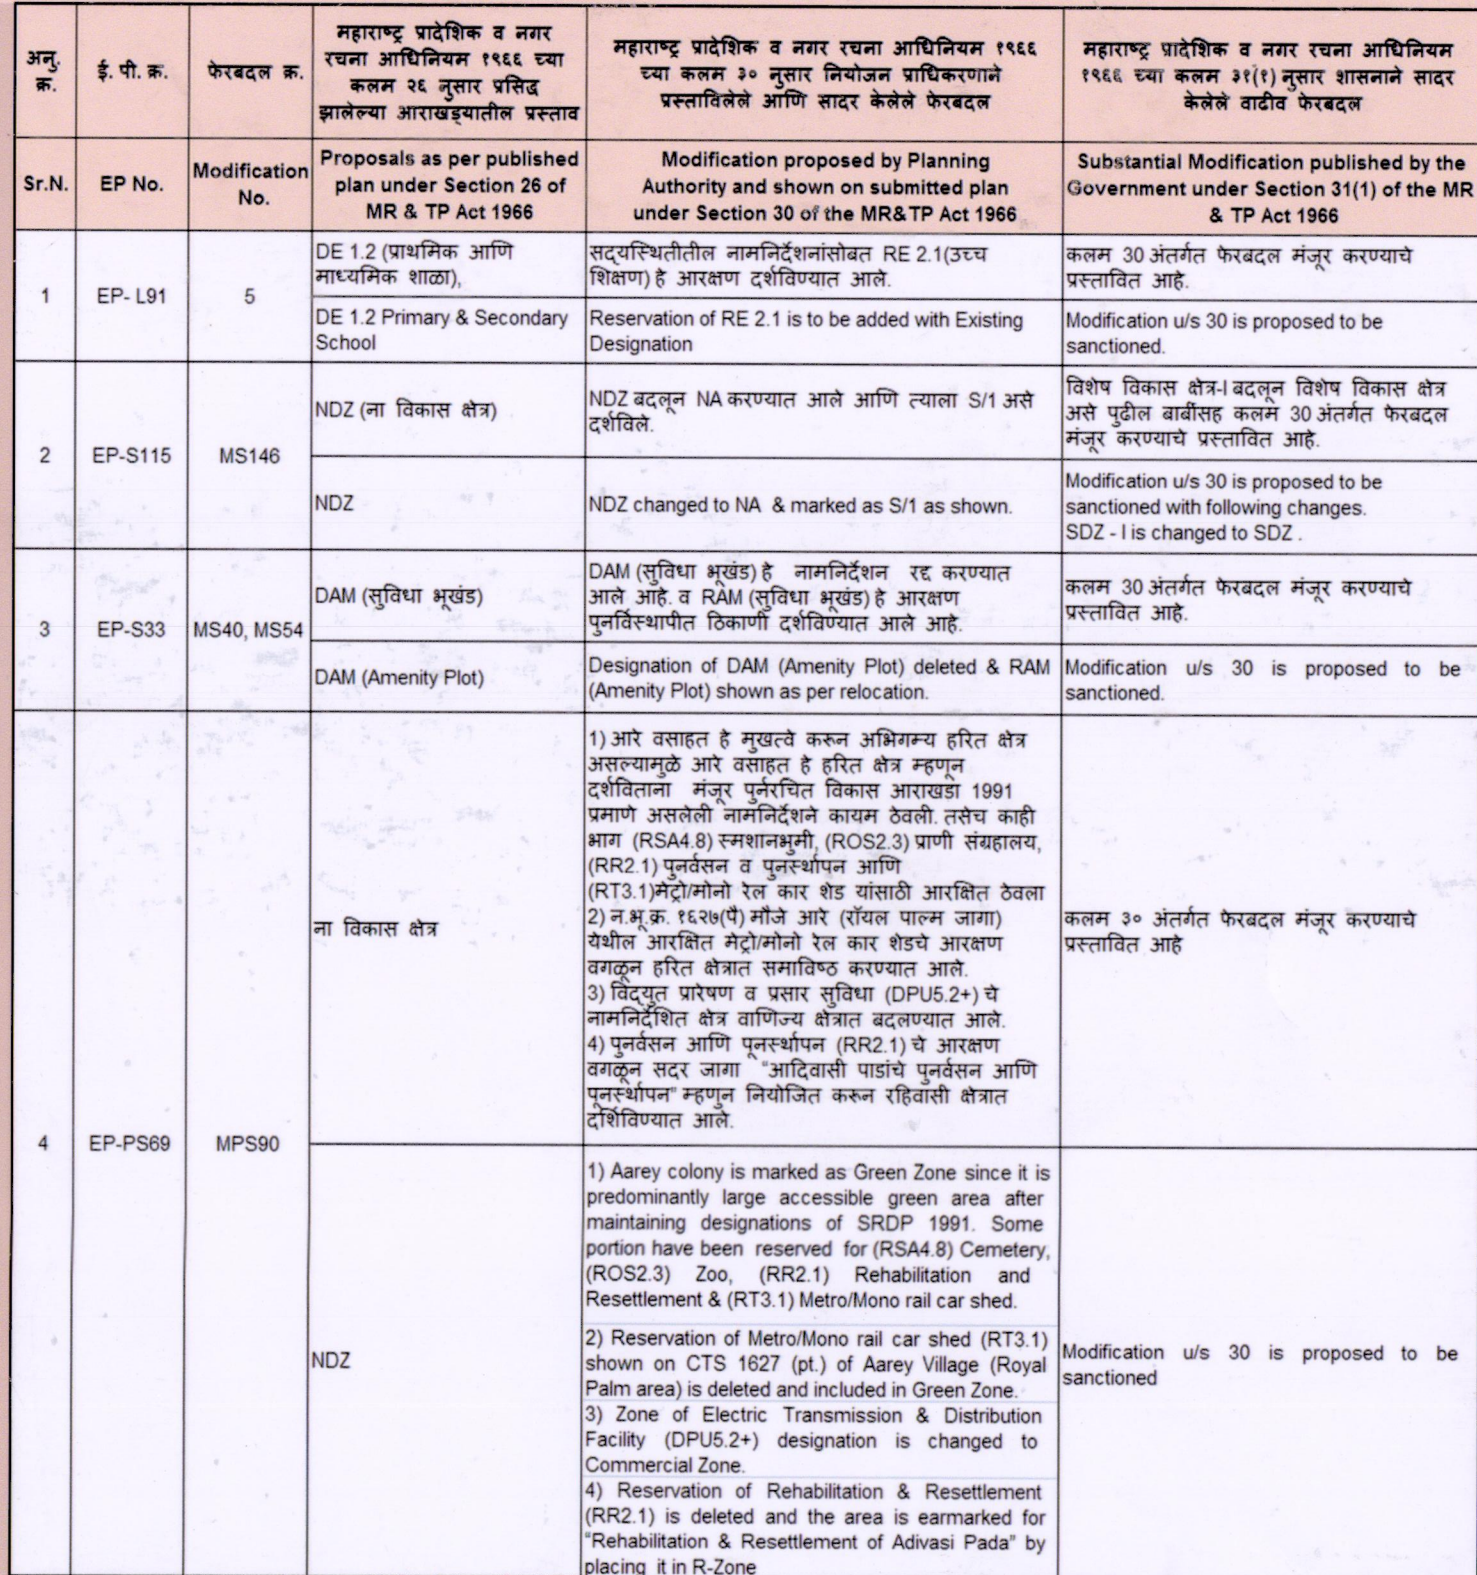 अनु.
क्र.
ई. पी. क्र.
फेरबदल क्र.
महाराष्ट्र प्रादेशिक व नगर
रचना आधिनियम १९६६ च्या
कलम २६ नुसार प्रसिद्ध
झालेल्या आराखड्यातील प्रस्ताव
महाराष्ट्र प्रादेशिक व नगर रचना आधिनियम १९६६
च्या कलम ३० नुसार नियोजन प्राधिकरणाने
प्रस्ताविलेले आणि सादर केलेले फेरबदल
महाराष्ट्र प्रादेशिक व नगर रचना आधिनियम
१९६६ च्या कलम ३१(१) नुसार शासनाने सादर
केलेले वाढीव फेरबदल
Sr.N.
EP No.
Modification
No.
Proposals as per published
plan under Section 26 of
MR & TP Act 1966
Modification proposed by Planning
Authority and shown on submitted plan
under Section 30 of the MR&TP Act 1966
Substantial Modification published by the
Government under Section 31(1) of the MR
& TP Act 1966
1
EP- L91
5
DE 1.2 (प्राथमिक आणि
माध्यमिक शाळा),
सद्यस्थितीतील नामनिर्देशनांसोबत RE 2.1(उच्च
शिक्षण) हे आरक्षण दर्शविण्यात आले.
कलम 30 अंतर्गत फेरबदल मंजूर करण्याचे
प्रस्तावित आहे.
DE 1.2 Primary & Secondary
School
Reservation of RE 2.1 is to be added with Existing
Designation
Modification u/s 30 is proposed to be
sanctioned.
2
EP-S115
MS146
NDZ (ना विकास क्षेत्र)
NDZ बदलून NA करण्यात आले आणि त्याला S/1 असे
दर्शविले.
विशेष विकास क्षेत्र-I बदलून विशेष विकास क्षेत्र
असे पुढील बाबींसह कलम 30 अंतर्गत फेरबदल
मंजूर करण्याचे प्रस्तावित आहे.
NDZ
NDZ changed to NA & marked as S/1 as shown.
Modification u/s 30 is proposed to be
sanctioned with following changes.
SDZ - I is changed to SDZ .
3
EP-S33
MS40, MS54
DAM (सुविधा भूखंड)
DAM (सुविधा भूखंड) हे नामनिर्देशन रद्द करण्यात
आले आहे. व RAM (सुविधा भूखंड) हे आरक्षण
पुनर्विस्थापीत ठिकाणी दर्शविण्यात आले आहे.
कलम 30 अंतर्गत फेरबदल मंजूर करण्याचे
प्रस्तावित आहे.
DAM (Amenity Plot)
Designation of DAM (Amenity Plot) deleted & RAM
(Amenity Plot) shown as per relocation.
Modification u/s 30 is proposed to be
sanctioned.
4
EP-PS69
MPS90
ना विकास क्षेत्र
1) आरे वसाहत हे मुखत्वे करून अभिगम्य हरित क्षेत्र
असल्यामुळे आरे वसाहत हे हरित क्षेत्र म्हणून
दर्शविताना मंजूर पुर्नरचित विकास आराखडा 1991
प्रमाणे असलेली नामनिर्देशने कायम ठेवली. तसेच काही
भाग (RSA4.8) स्मशानभुमी, (ROS2.3) प्राणी संग्रहालय,
(RR2.1) पुनर्वसन व पुनर्स्थापन आणि
(RT3.1)मेट्रो/मोनो रेल कार शेड यांसाठी आरक्षित ठेवला
2) न.भू.क्र. १६२७(पै) मौजे आरे (रॉयल पाल्म जागा)
येथील आरक्षित मेट्रो/मोनो रेल कार शेडचे आरक्षण
वगळून हरित क्षेत्रात समाविष्ठ करण्यात आले.
3) विद्युत प्रारेषण व प्रसार सुविधा (DPU5.2+) चे
नामनिर्देशित क्षेत्र वाणिज्य क्षेत्रात बदलण्यात आले.
4) पुनर्वसन आणि पूनर्स्थापन (RR2.1) चे आरक्षण
वगळून सदर जागा "आदिवासी पाडांचे पुनर्वसन आणि
पूनर्स्थापन" म्हणुन नियोजित करून रहिवासी क्षेत्रात
दर्शिविण्यात आले.
कलम ३० अंतर्गत फेरबदल मंजूर करण्याचे
प्रस्तावित आहे
NDZ
1) Aarey colony is marked as Green Zone since it is
predominantly large accessible green area after
maintaining designations of SRDP 1991. Some
portion have been reserved for (RSA4.8) Cemetery,
(ROS2.3) Zoo, (RR2.1) Rehabilitation and
Resettlement & (RT3.1) Metro/Mono rail car shed.
2) Reservation of Metro/Mono rail car shed (RT3.1)
shown on CTS 1627 (pt.) of Aarey Village (Royal
Palm area) is deleted and included in Green Zone.
3) Zone of Electric Transmission & Distribution
Facility (DPU5.2+) designation is changed to
Commercial Zone.
4) Reservation of Rehabilitation & Resettlement
(RR2.1) is deleted and the area is earmarked for
"Rehabilitation & Resettlement of Adivasi Pada" by
placing it in R-Zone
Modification u/s 30 is proposed to be
sanctioned